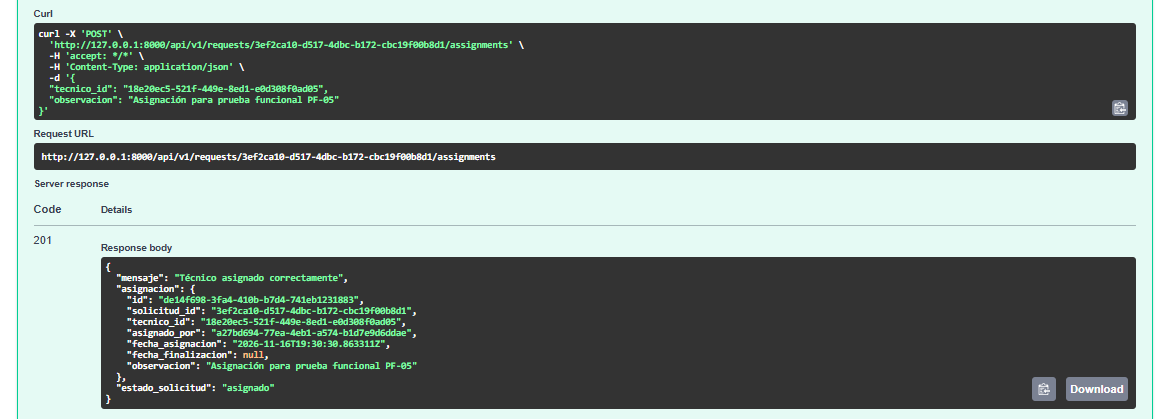 Curl
curl -X 'POST' \
  'http://127.0.0.1:8000/api/v1/requests/3ef2ca10-d517-4dbc-b172-cbc19f00b8d1/assignments' \
  -H 'accept: */*' \
  -H 'Content-Type: application/json' \
  -d '{
  "tecnico_id": "18e20ec5-521f-449e-8ed1-e0d308f0ad05",
  "observacion": "Asignación para prueba funcional PF-05"
}'
Request URL
http://127.0.0.1:8000/api/v1/requests/3ef2ca10-d517-4dbc-b172-cbc19f00b8d1/assignments
Server response
Code Details
201
Response body
{
  "mensaje": "Técnico asignado correctamente",
  "asignacion": {
    "id": "de14f698-3fa4-410b-b7d4-741eb1231883",
    "solicitud_id": "3ef2ca10-d517-4dbc-b172-cbc19f00b8d1",
    "tecnico_id": "18e20ec5-521f-449e-8ed1-e0d308f0ad05",
    "asignado_por": "a27bd694-77ea-4eb1-a574-b1d7e9d6ddae",
    "fecha_asignacion": "2026-11-16T19:30:30.863311Z",
    "fecha_finalizacion": null,
    "observacion": "Asignación para prueba funcional PF-05"
  },
  "estado_solicitud": "asignado"
}
Download